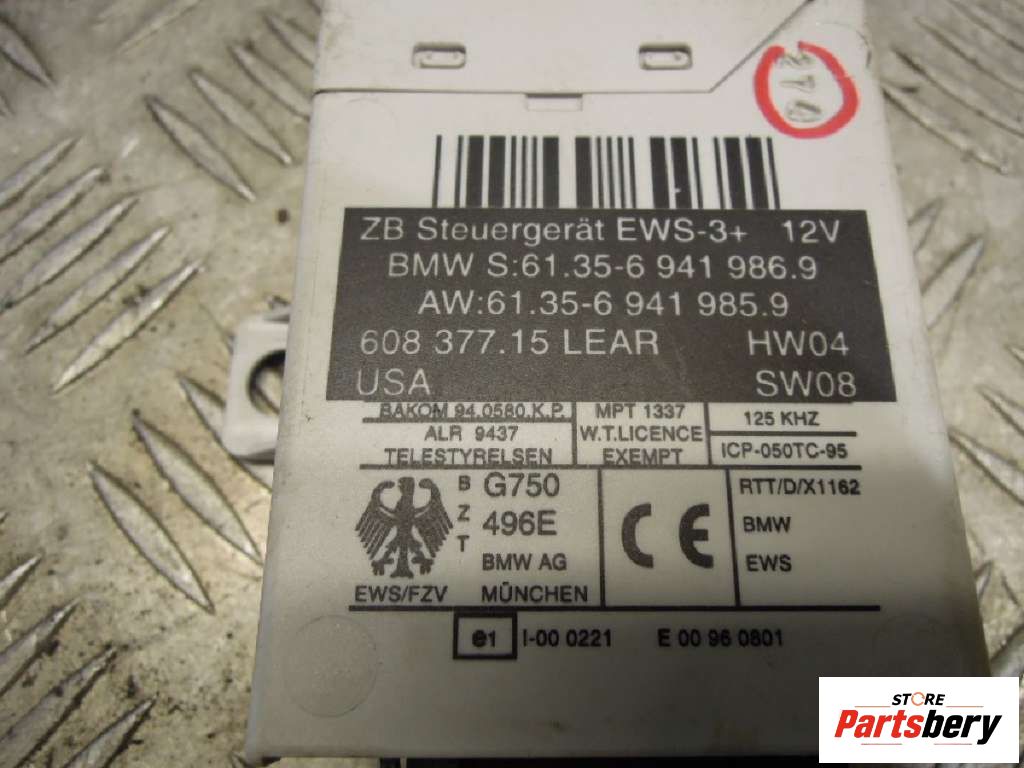 ZB Steuergerät EWS-3+ 12V
BMW S:61.35-6 941 986.9
AW:61.35-6 941 985.9
608 377.15 LEAR HW04
USA SW08
BAKOM 94.0580.K.P. MPT 1337 125 KHZ
ALR 9437 W.T.LICENCE
TELESTYRELSEN EXEMPT ICP-050TC-95
B G750 RTT/D/X1162
Z 496E CE BMW
T BMW AG EWS
EWS/FZV MÜNCHEN
e1 I-00 0221 E 00 96 0801
STORE
Partsbery